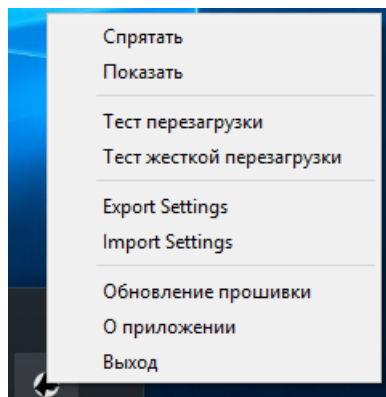 Спрятать
Показать
Тест перезагрузки
Тест жесткой перезагрузки
Export Settings
Import Settings
Обновление прошивки
О приложении
Выход